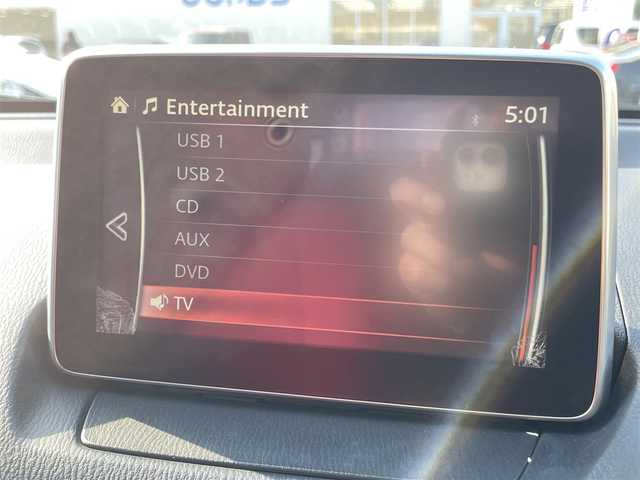 Entertainment 5:01
USB 1
USB 2
CD
AUX
DVD
TV